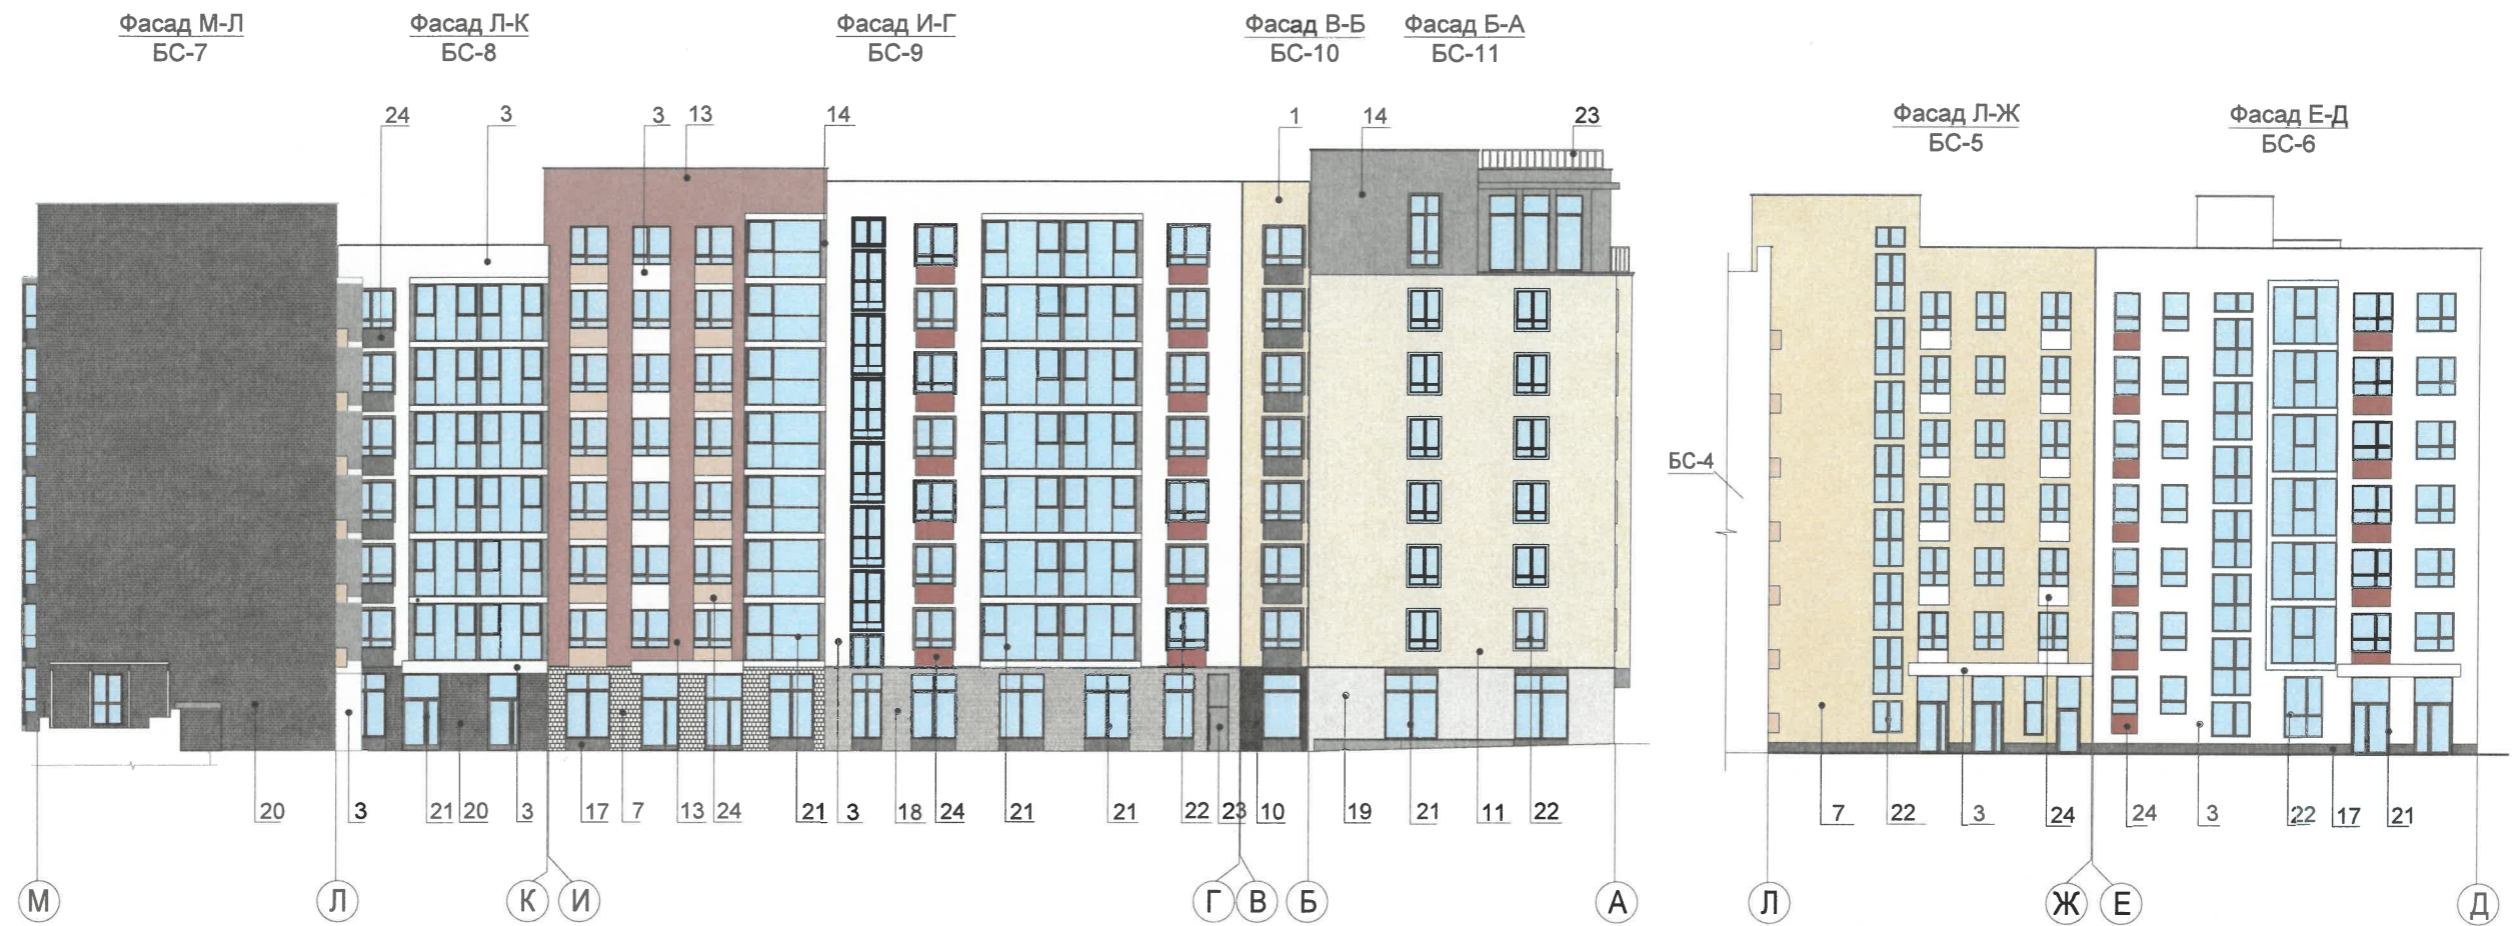 Фасад М-Л
БС-7
Фасад Л-К
БС-8
Фасад И-Г
БС-9
Фасад В-Б
БС-10
Фасад Б-А
БС-11
Фасад Л-Ж
БС-5
Фасад Е-Д
БС-6
24 3 3 13 14 1 14 23
БС-4
20 3 21 20 3 17 7 13 24 21 3 18 24 21 21 22 23 10 19 21 11 22 7 22 3 24 24 3 22 17 21
М Л К И Г В Б А Л Ж Е Д